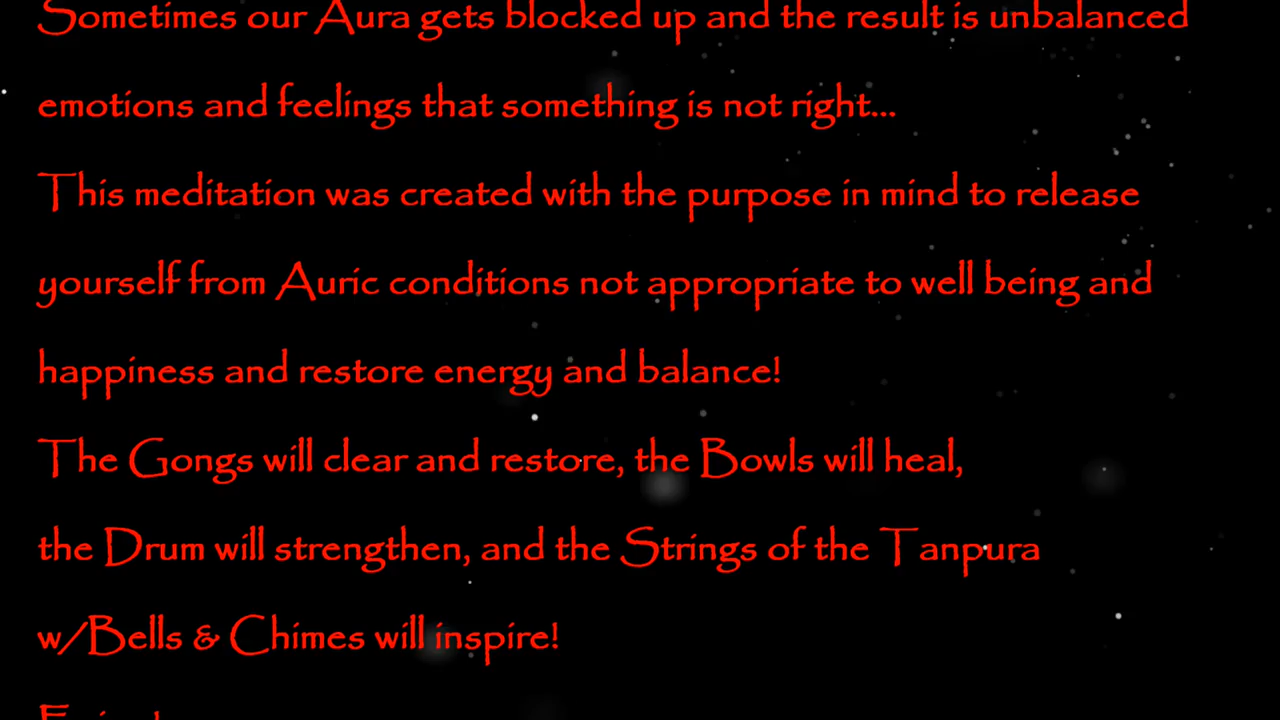 Sometimes our Aura gets blocked up and the result is unbalanced
emotions and feelings that something is not right...
This meditation was created with the purpose in mind to release
yourself from Auric conditions not appropriate to well being and
happiness and restore energy and balance!
The Gongs will clear and restore, the Bowls will heal,
the Drum will strengthen, and the Strings of the Tanpura
w/Bells & Chimes will inspire!